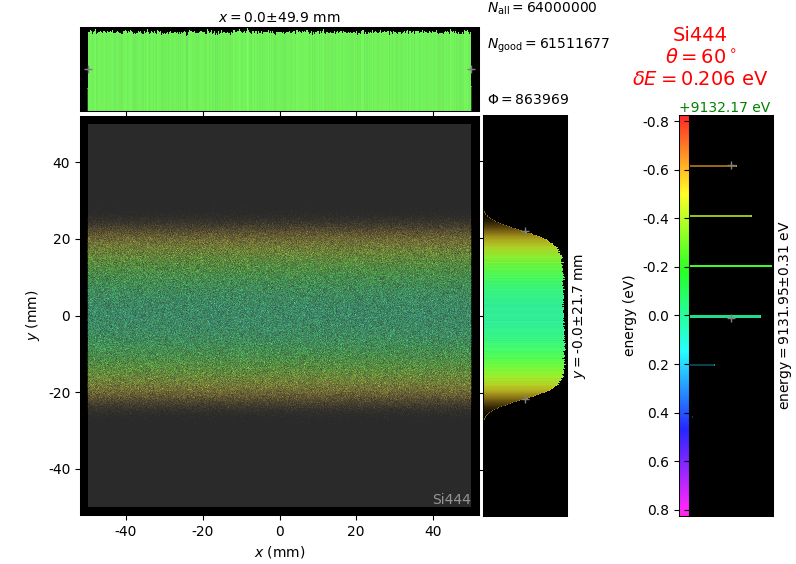 x = 0.0±49.9 mm
N_all = 64000000
N_good = 61511677
Φ = 863969
Si444
θ = 60°
δE = 0.206 eV
+9132.17 eV
40
20
0
-20
-40
y (mm)
-40
-20
0
20
40
x (mm)
Si444
y = -0.0±21.7 mm
-0.8
-0.6
-0.4
-0.2
0.0
0.2
0.4
0.6
0.8
energy (eV)
energy = 9131.95±0.31 eV